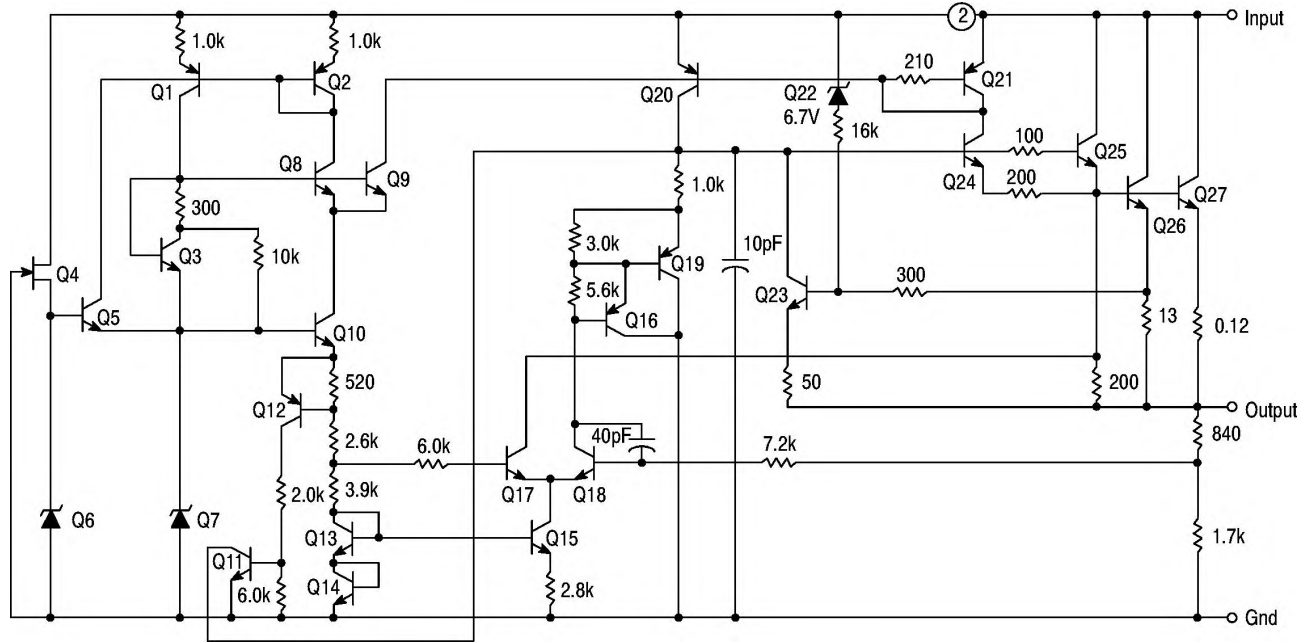 2
Input
1.0k
1.0k
210
Q1
Q2
Q20
Q22
6.7V
Q21
16k
100
Q25
Q8
Q9
Q24
200
Q27
Q26
1.0k
300
Q3
10k
3.0k
10pF
Q19
Q4
5.6k
300
Q5
Q16
Q23
13
0.12
Q10
520
50
200
Q12
Output
2.6k
40pF
840
6.0k
7.2k
2.0k
3.9k
Q17
Q18
Q6
Q7
Q13
Q15
1.7k
Q11
Q14
6.0k
2.8k
Gnd